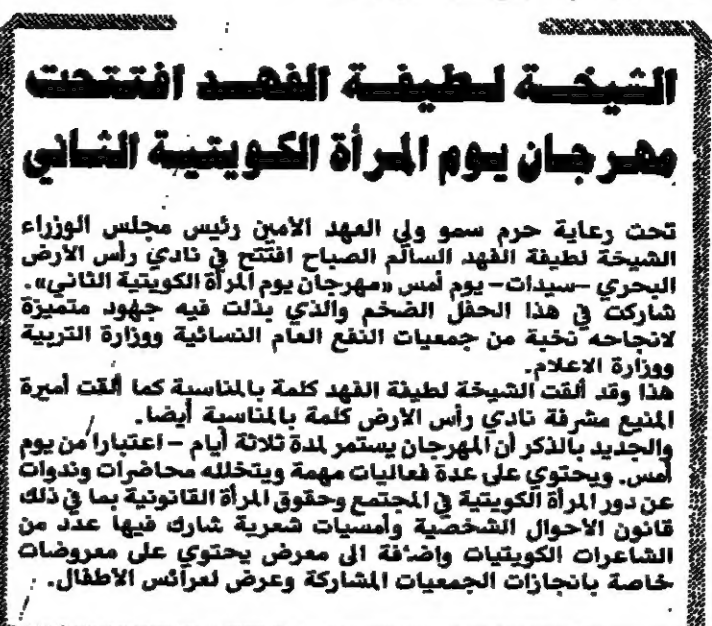 الشيخة لطيفة الفهد افتتحت
مهرجان يوم المرأة الكويتية الثاني
تحت رعاية حرم سمو ولي العهد الأمين رئيس مجلس الوزراء
الشيخة لطيفة الفهد السالم الصباح افتتح في نادي رأس الأرض
البحري -سيدات- يوم أمس «مهرجان يوم المرأة الكويتية الثاني».
شاركت في هذا الحفل الضخم والذي بذلت فيه جهود متميزة
لانجاحه نخبة من جمعيات النفع العام النسائية ووزارة التربية
ووزارة الاعلام.
هذا وقد ألقت الشيخة لطيفة الفهد كلمة بالمناسبة كما ألقت أميرة
المنيع مشرفة نادي رأس الأرض كلمة بالمناسبة أيضا.
والجديد بالذكر أن المهرجان يستمر لمدة ثلاثة أيام - اعتبارا من يوم
أمس. ويحتوي على عدة فعاليات مهمة ويتخلله محاضرات وندوات
عن دور المرأة الكويتية في المجتمع وحقوق المرأة القانونية بما في ذلك
قانون الأحوال الشخصية وأمسيات شعرية شارك فيها عدد من
الشاعرات الكويتيات واضافة الى معرض يحتوي على معروضات
خاصة بانجازات الجمعيات المشاركة وعرض لعرائس الأطفال.